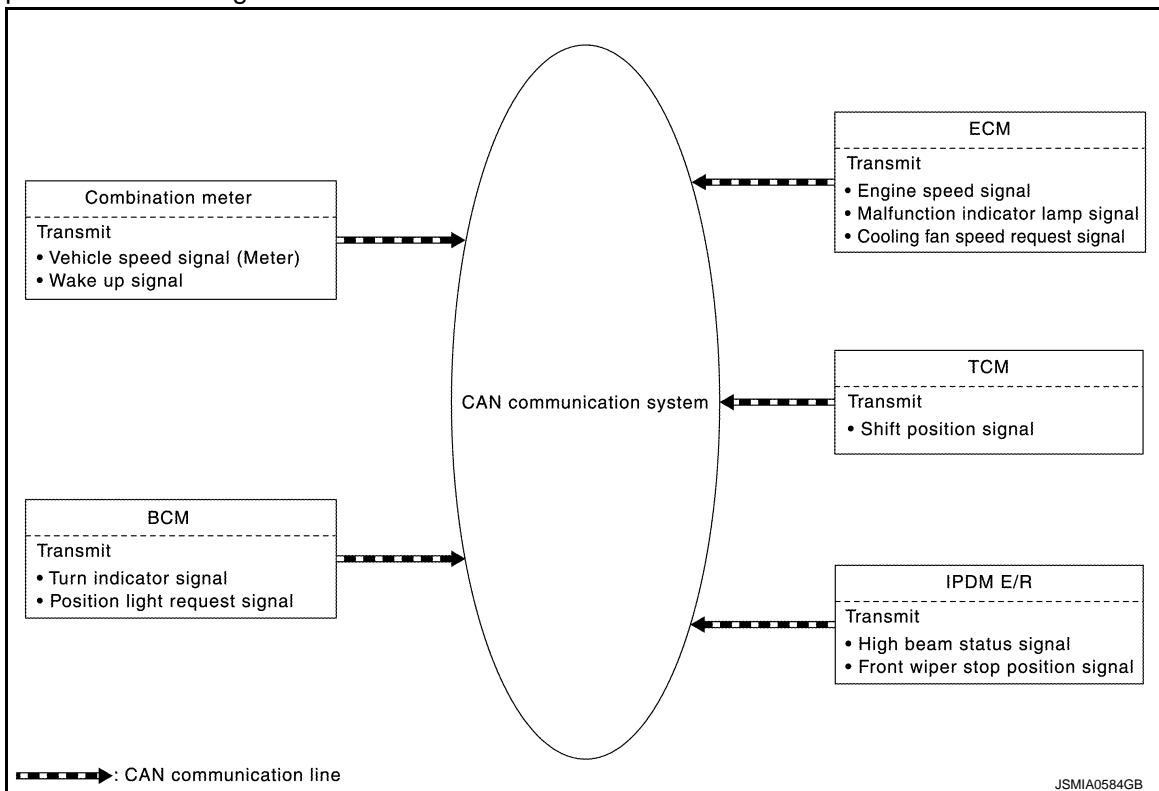 Combination meter
Transmit
• Vehicle speed signal (Meter)
• Wake up signal
BCM
Transmit
• Turn indicator signal
• Position light request signal
CAN communication system
ECM
Transmit
• Engine speed signal
• Malfunction indicator lamp signal
• Cooling fan speed request signal
TCM
Transmit
• Shift position signal
IPDM E/R
Transmit
• High beam status signal
• Front wiper stop position signal
: CAN communication line
JSMIA0584GB